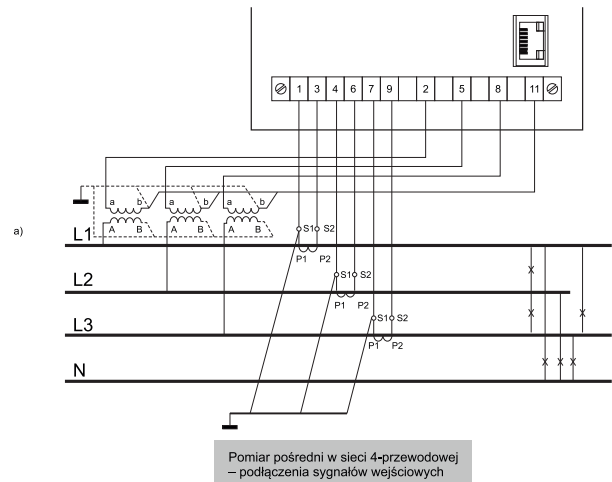 1 3 4 6 7 9 2 5 8 11
a b a b a b
A B A B A B
a)
L1
S1 S2
P1 P2
L2
S1 S2
P1 P2
L3
S1 S2
P1 P2
N
Pomiar pośredni w sieci 4-przewodowej
– podłączenia sygnałów wejściowych